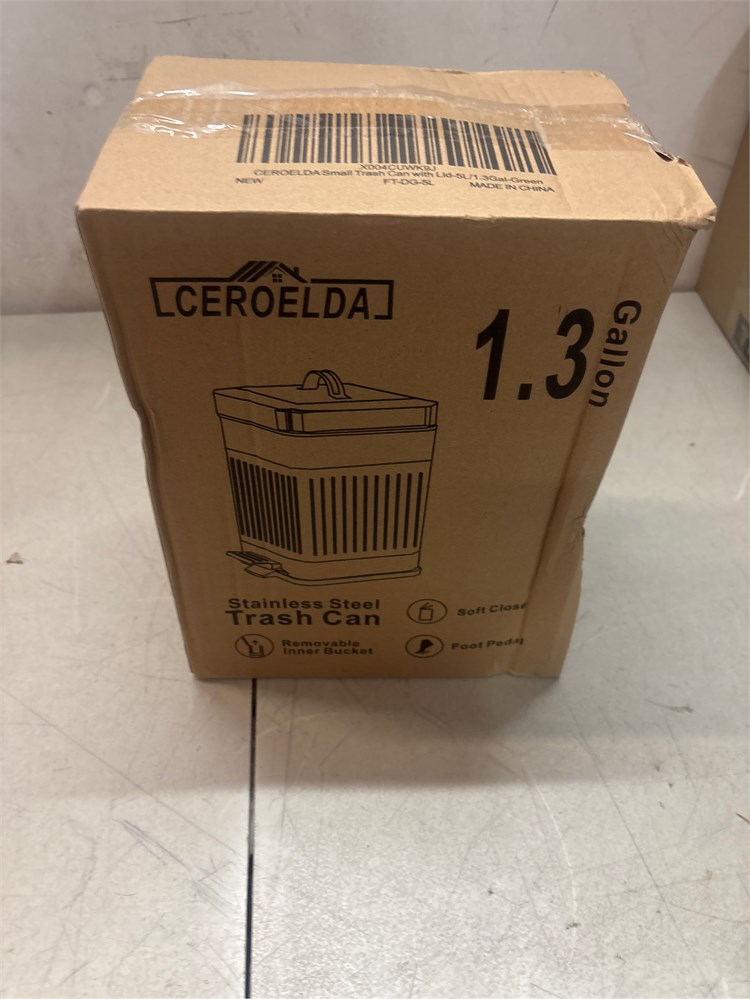 X004CUWK9J
CEROELDA Small Trash Can with Lid-5L/1.3Gal-Green
NEW FT-DG-5L MADE IN CHINA
CEROELDA
1.3 Gallon
Stainless Steel
Trash Can
Soft Close
Removable
Inner Bucket
Foot Pedal